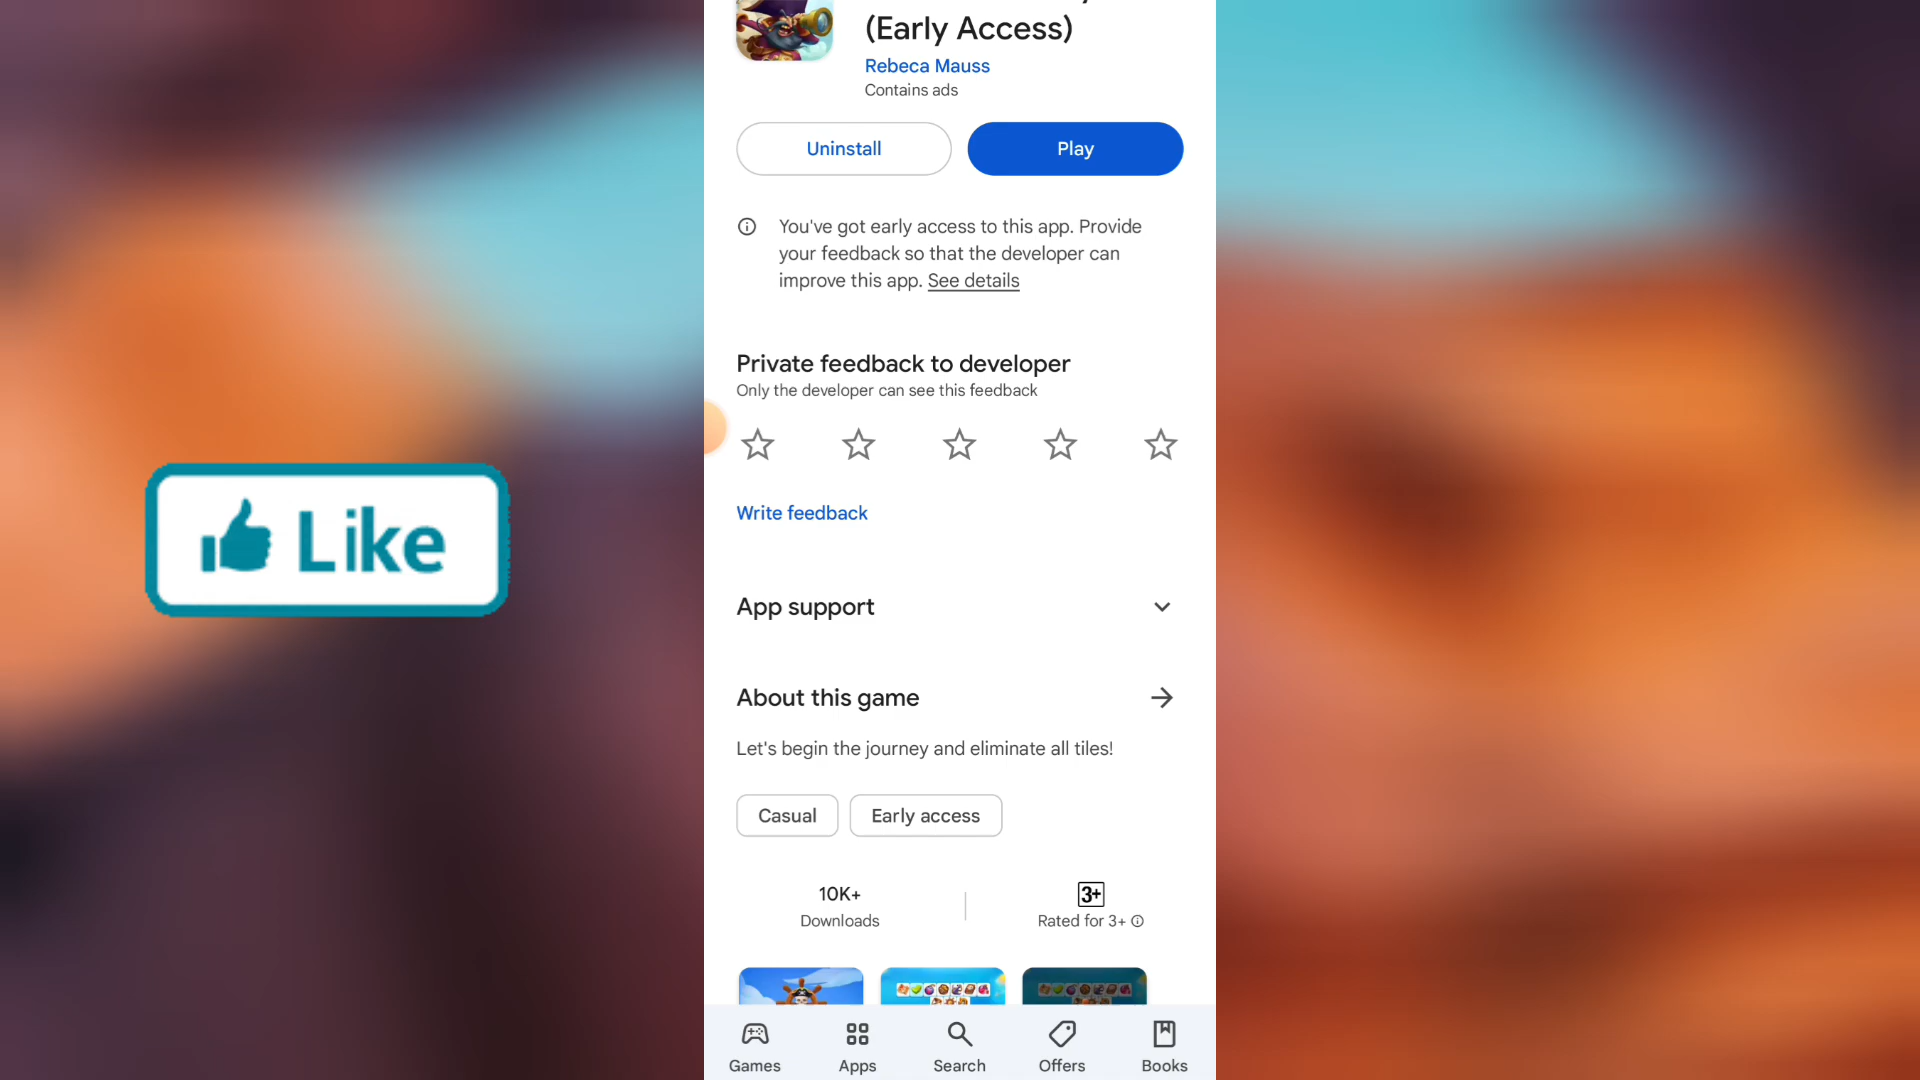 (Early Access)
Rebeca Mauss
Contains ads
Uninstall
Play
You've got early access to this app. Provide
your feedback so that the developer can
improve this app. See details
Private feedback to developer
Only the developer can see this feedback
Write feedback
Like
App support
About this game
Let's begin the journey and eliminate all tiles!
Casual
Early access
10K+
Downloads
3+
Rated for 3+
Games
Apps
Search
Offers
Books